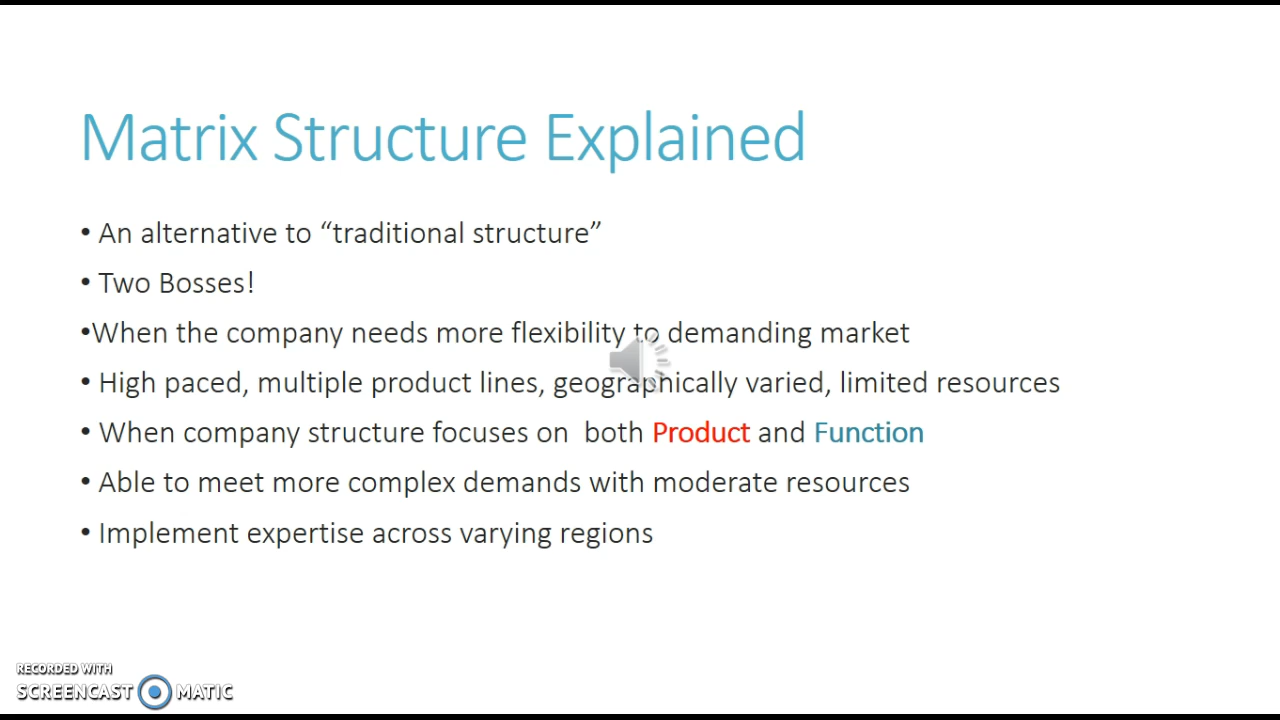 Matrix Structure Explained
• An alternative to “traditional structure”
• Two Bosses!
•When the company needs more flexibility to demanding market
• High paced, multiple product lines, geographically varied, limited resources
• When company structure focuses on  both Product and Function
• Able to meet more complex demands with moderate resources
• Implement expertise across varying regions
RECORDED WITH
SCREENCAST MATIC